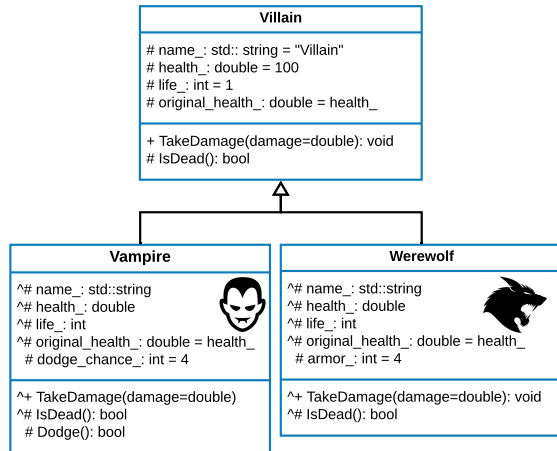 Villain
# name_: std:: string = "Villain"
# health_: double = 100
# life_: int = 1
# original_health_: double = health_
+ TakeDamage(damage=double): void
# IsDead(): bool
Vampire
^# name_: std::string
^# health_: double
^# life_: int
^# original_health_: double = health_
# dodge_chance_: int = 4
^+ TakeDamage(damage=double)
^# IsDead(): bool
# Dodge(): bool
Werewolf
^# name_: std::string
^# health_: double
^# life_: int
^# original_health_: double = health_
# armor_: int = 4
^+ TakeDamage(damage=double): void
^# IsDead(): bool